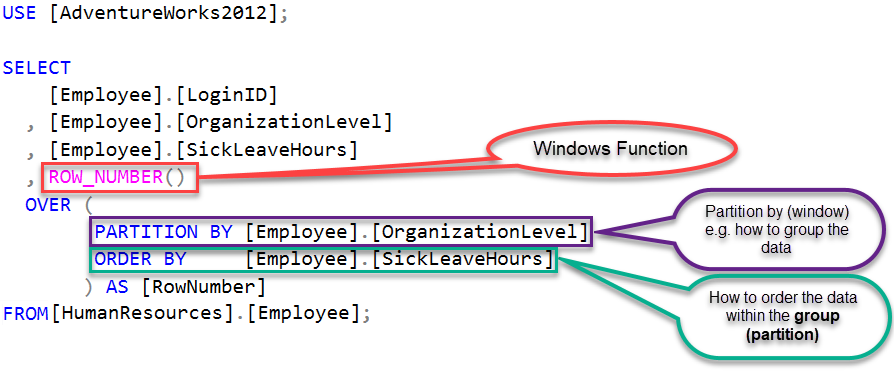 USE [AdventureWorks2012];
SELECT
[Employee].[LoginID]
, [Employee].[OrganizationLevel]
, [Employee].[SickLeaveHours]
, ROW_NUMBER()
Windows Function
OVER (
PARTITION BY [Employee].[OrganizationLevel]
Partition by (window)
e.g. how to group the
data
ORDER BY [Employee].[SickLeaveHours]
How to order the data
within the group
(partition)
) AS [RowNumber]
FROM[HumanResources].[Employee];